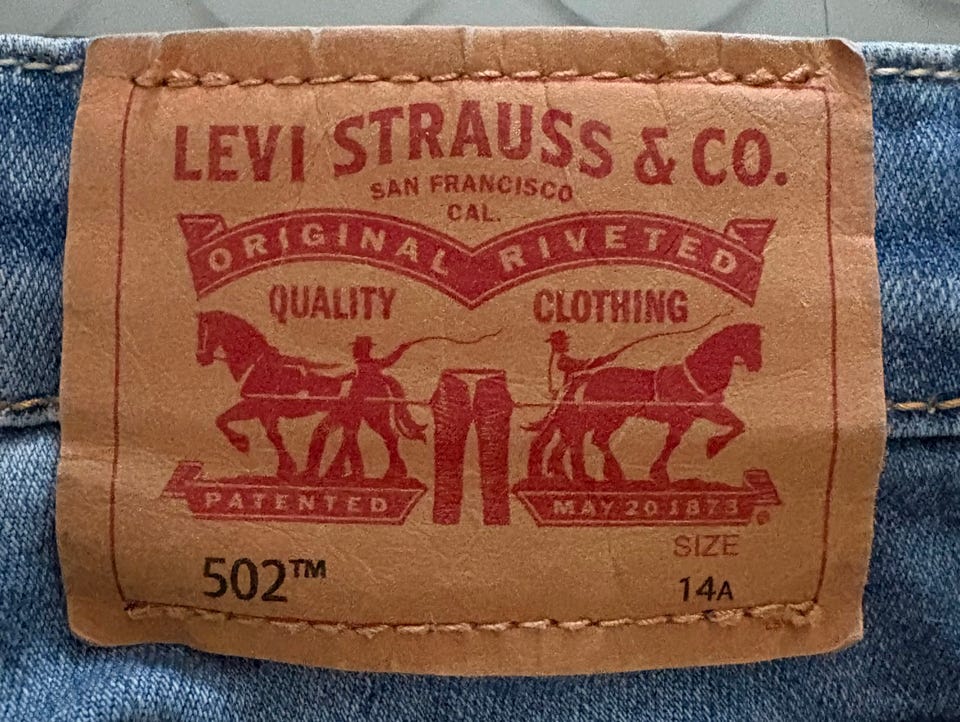 LEVI STRAUSS & CO.
SAN FRANCISCO
CAL.
ORIGINAL RIVETED
QUALITY CLOTHING
PATENTED MAY 20 1873
SIZE
502™ 14A